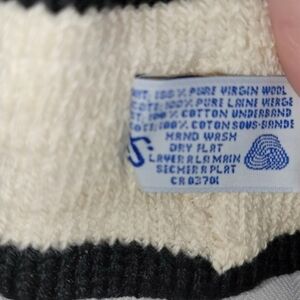 100% PURE VIRGIN WOOL
100% PURE LAINE VIERGE
100% COTTON UNDERBAND
100% COTON SOUS-BANDE
HAND WASH
DRY FLAT
LAVER A LA MAIN
SECHER A PLAT
CA 03701